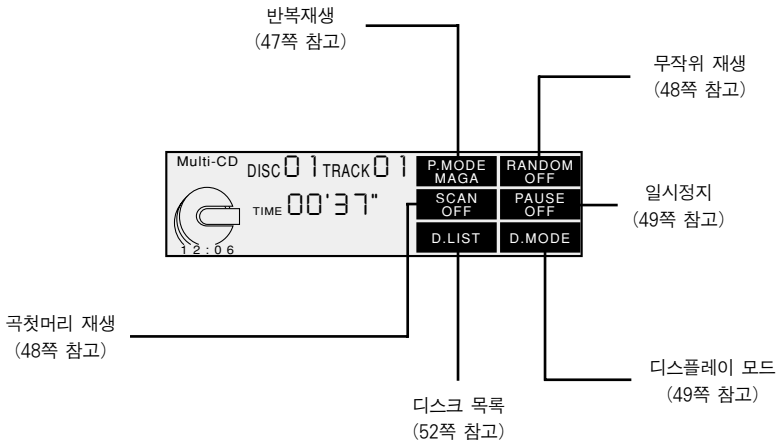 반복재생
(47쪽 참고)
무작위 재생
(48쪽 참고)
Multi-CD
DISC 01 TRACK 01
P.MODE
MAGA
RANDOM
OFF
TIME 00'37"
SCAN
OFF
PAUSE
OFF
일시정지
(49쪽 참고)
12:06
D.LIST
D.MODE
곡첫머리 재생
(48쪽 참고)
디스플레이 모드
(49쪽 참고)
디스크 목록
(52쪽 참고)